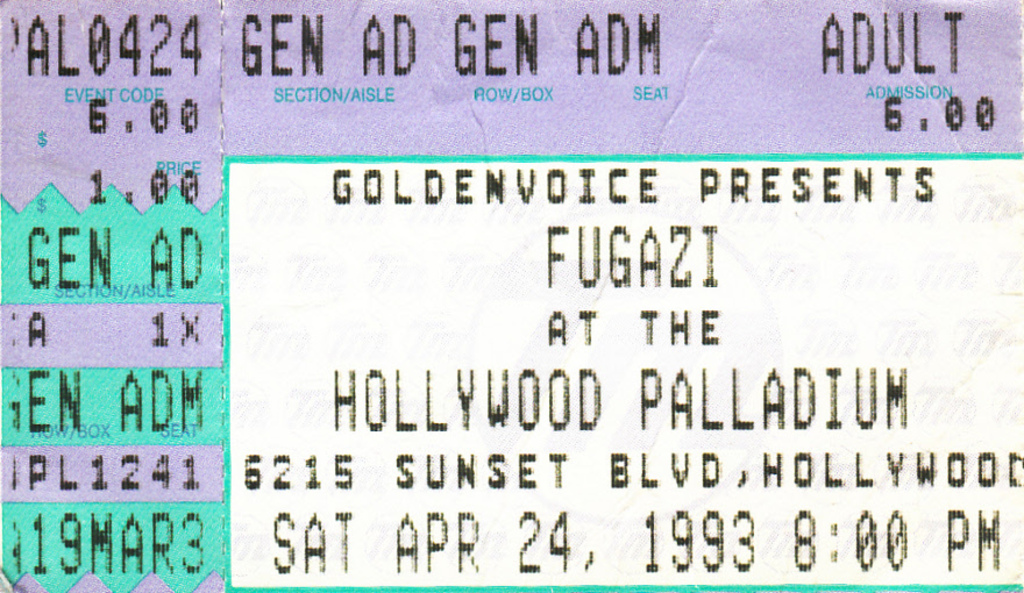 PAL0424 GEN AD GEN ADM ADULT
EVENT CODE SECTION/AISLE ROW/BOX SEAT ADMISSION
$ 6.00 6.00
PRICE
$ 1.00
GOLDENVOICE PRESENTS
GEN AD
SECTION/AISLE
FUGAZI
A 1X
AT THE
GEN ADM
ROW/BOX SEAT
HOLLYWOOD PALLADIUM
PL1241
6215 SUNSET BLVD,HOLLYWOOD
19MAR3
SAT APR 24, 1993 8:00 PM